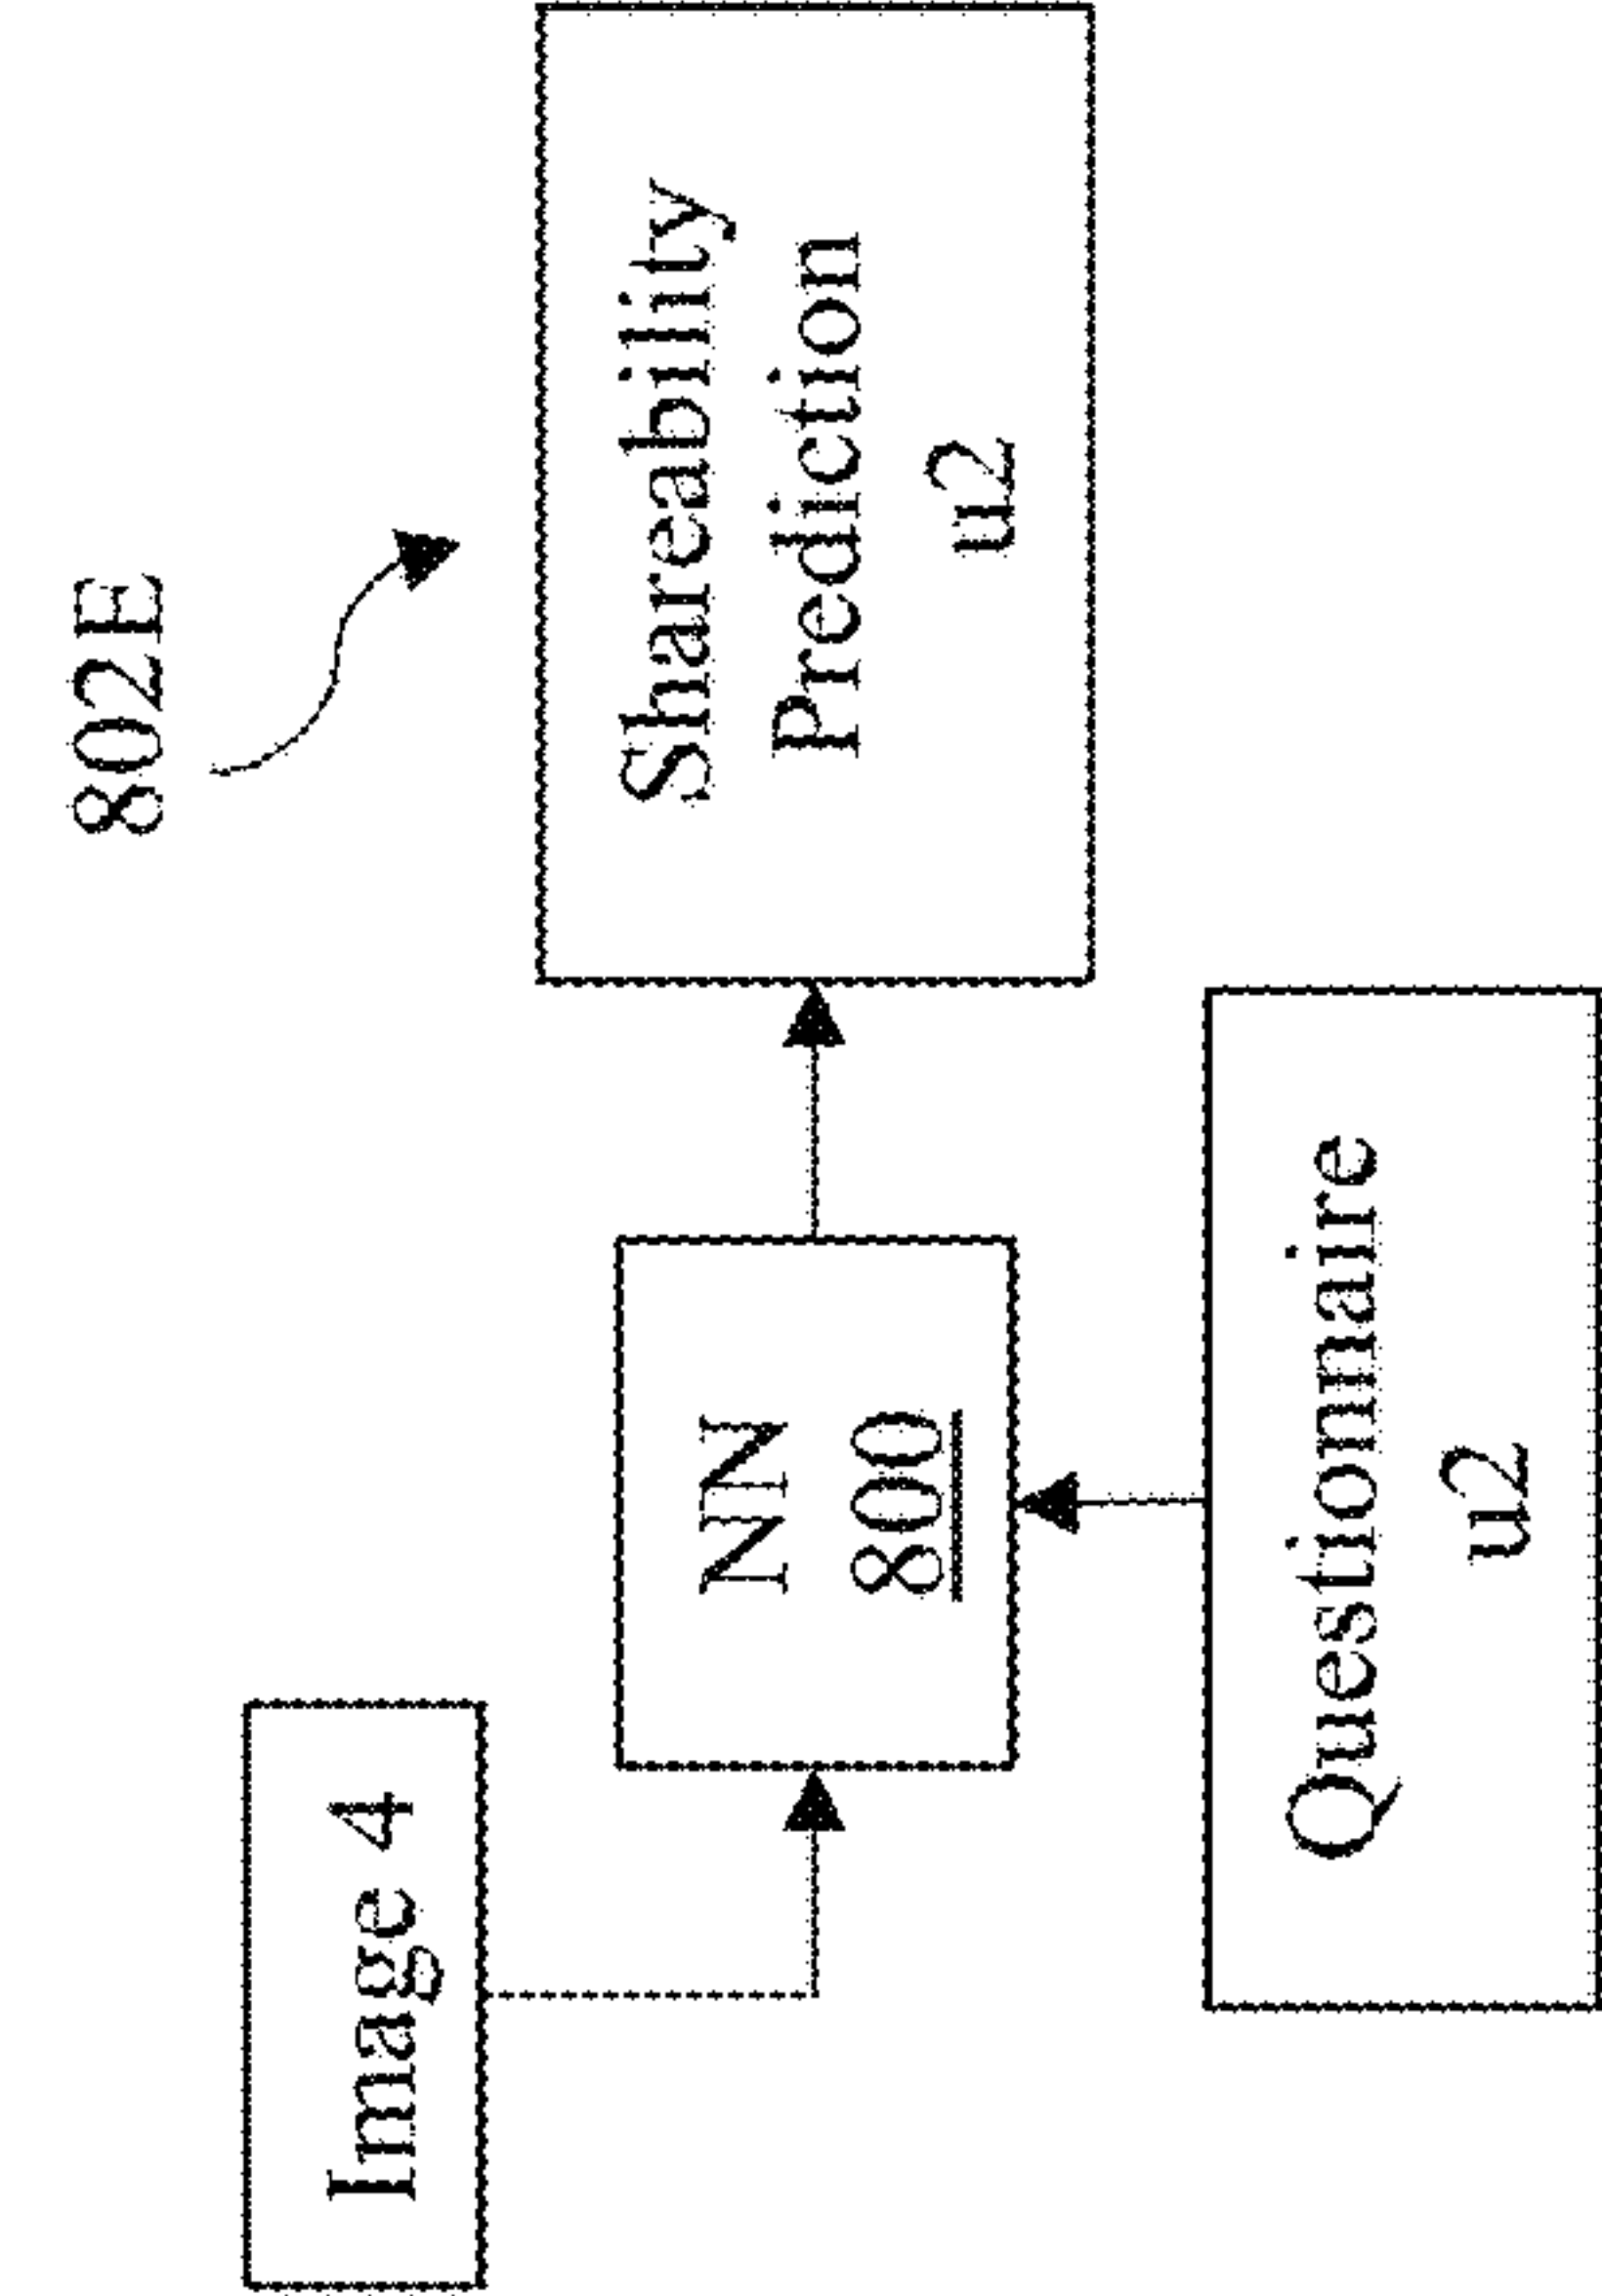 802E
Image 4
NN
800
Shareability
Prediction
u2
Questionnaire
u2